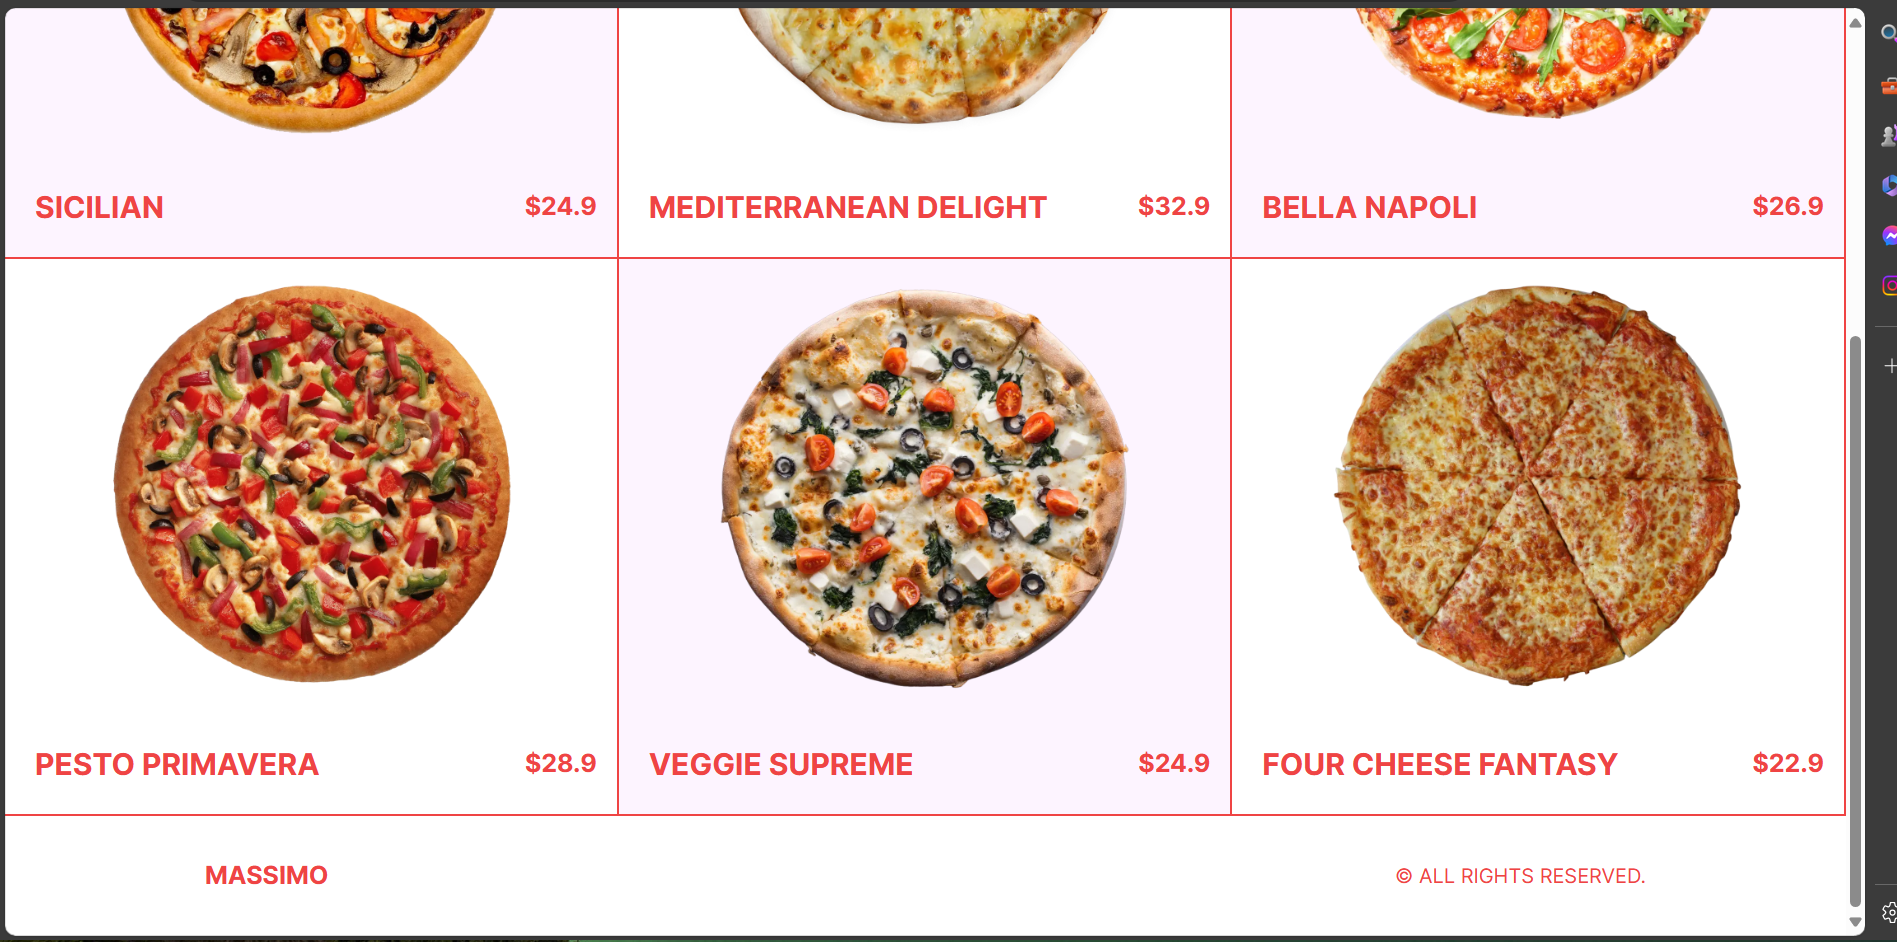 SICILIAN $24.9
MEDITERRANEAN DELIGHT $32.9
BELLA NAPOLI $26.9
PESTO PRIMAVERA $28.9
VEGGIE SUPREME $24.9
FOUR CHEESE FANTASY $22.9
MASSIMO
© ALL RIGHTS RESERVED.